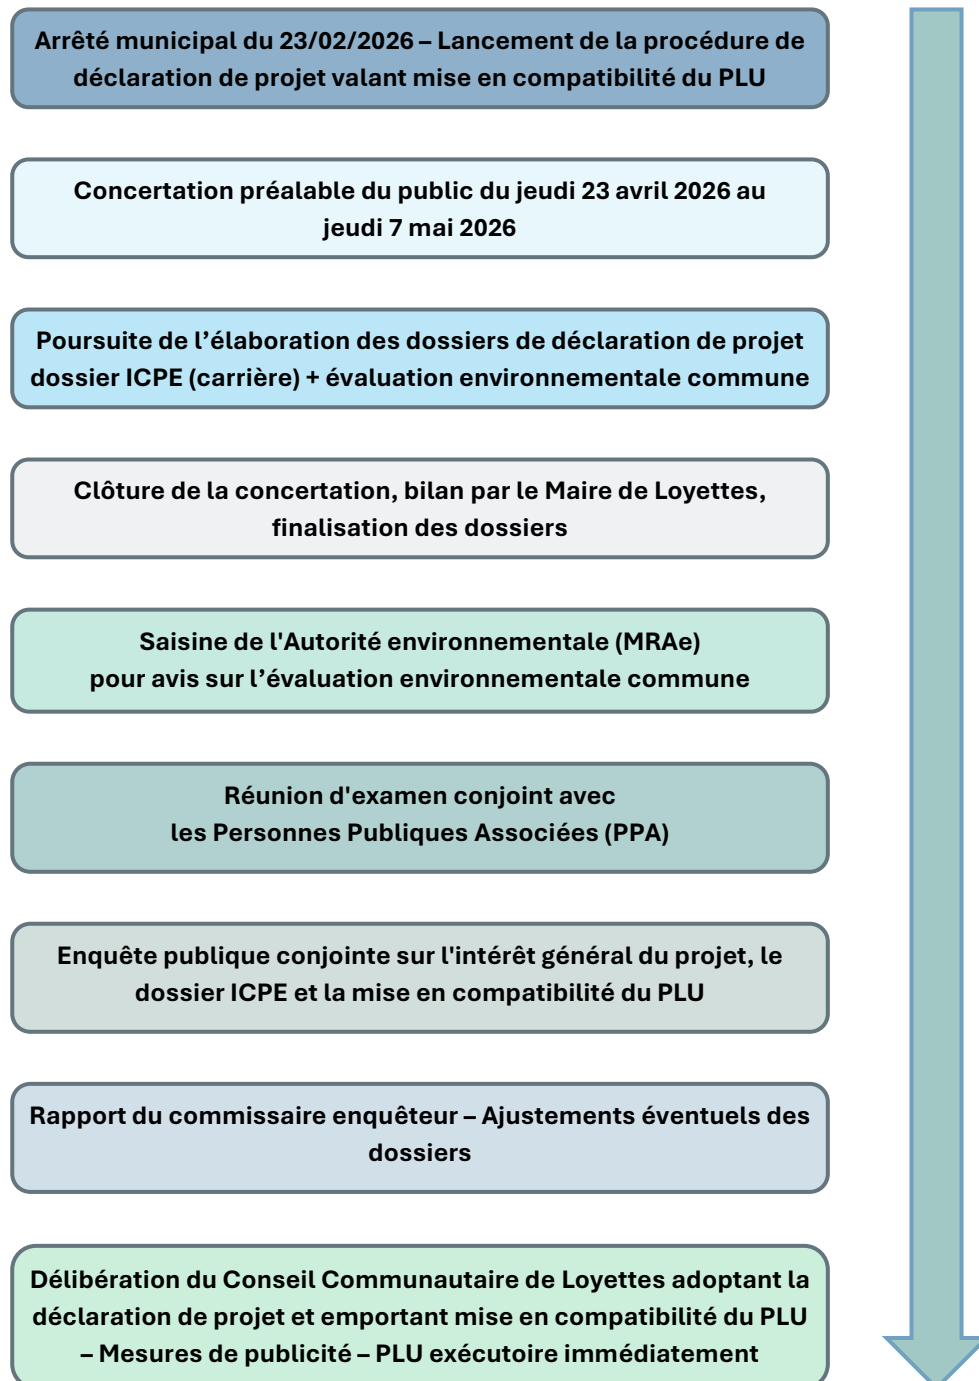 Arrêté municipal du 23/02/2026 – Lancement de la procédure de
déclaration de projet valant mise en compatibilité du PLU
Concertation préalable du public du jeudi 23 avril 2026 au
jeudi 7 mai 2026
Poursuite de l’élaboration des dossiers de déclaration de projet
dossier ICPE (carrière) + évaluation environnementale commune
Clôture de la concertation, bilan par le Maire de Loyettes,
finalisation des dossiers
Saisine de l'Autorité environnementale (MRAe)
pour avis sur l’évaluation environnementale commune
Réunion d'examen conjoint avec
les Personnes Publiques Associées (PPA)
Enquête publique conjointe sur l'intérêt général du projet, le
dossier ICPE et la mise en compatibilité du PLU
Rapport du commissaire enquêteur – Ajustements éventuels des
dossiers
Délibération du Conseil Communautaire de Loyettes adoptant la
déclaration de projet et emportant mise en compatibilité du PLU
– Mesures de publicité – PLU exécutoire immédiatement